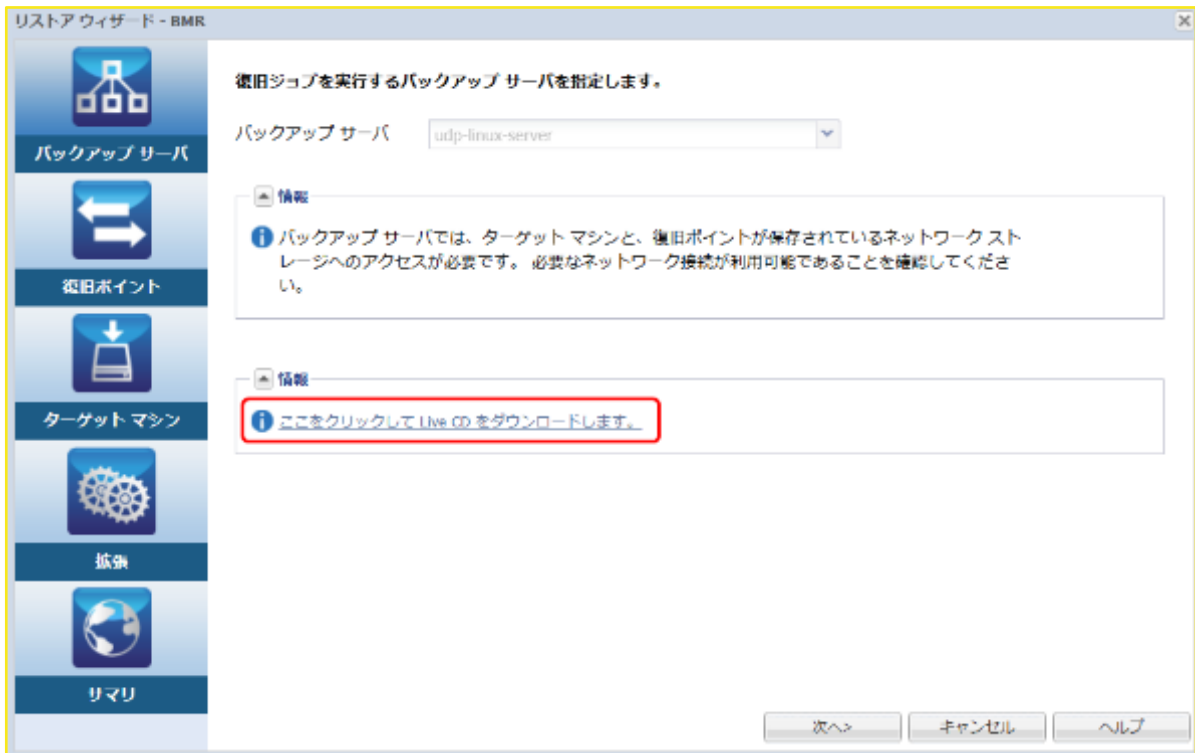 リストア ウィザード - BMR
バックアップ サーバ
復旧ポイント
ターゲット マシン
拡張
サマリ
復旧ジョブを実行するバックアップ サーバを指定します。
バックアップ サーバ
udp-linux-server
情報
バックアップ サーバでは、ターゲット マシンと、復旧ポイントが保存されているネットワーク スト
レージへのアクセスが必要です。 必要なネットワーク接続が利用可能であることを確認してくださ
い。
情報
ここをクリックして Live CD をダウンロードします。
次へ>
キャンセル
ヘルプ